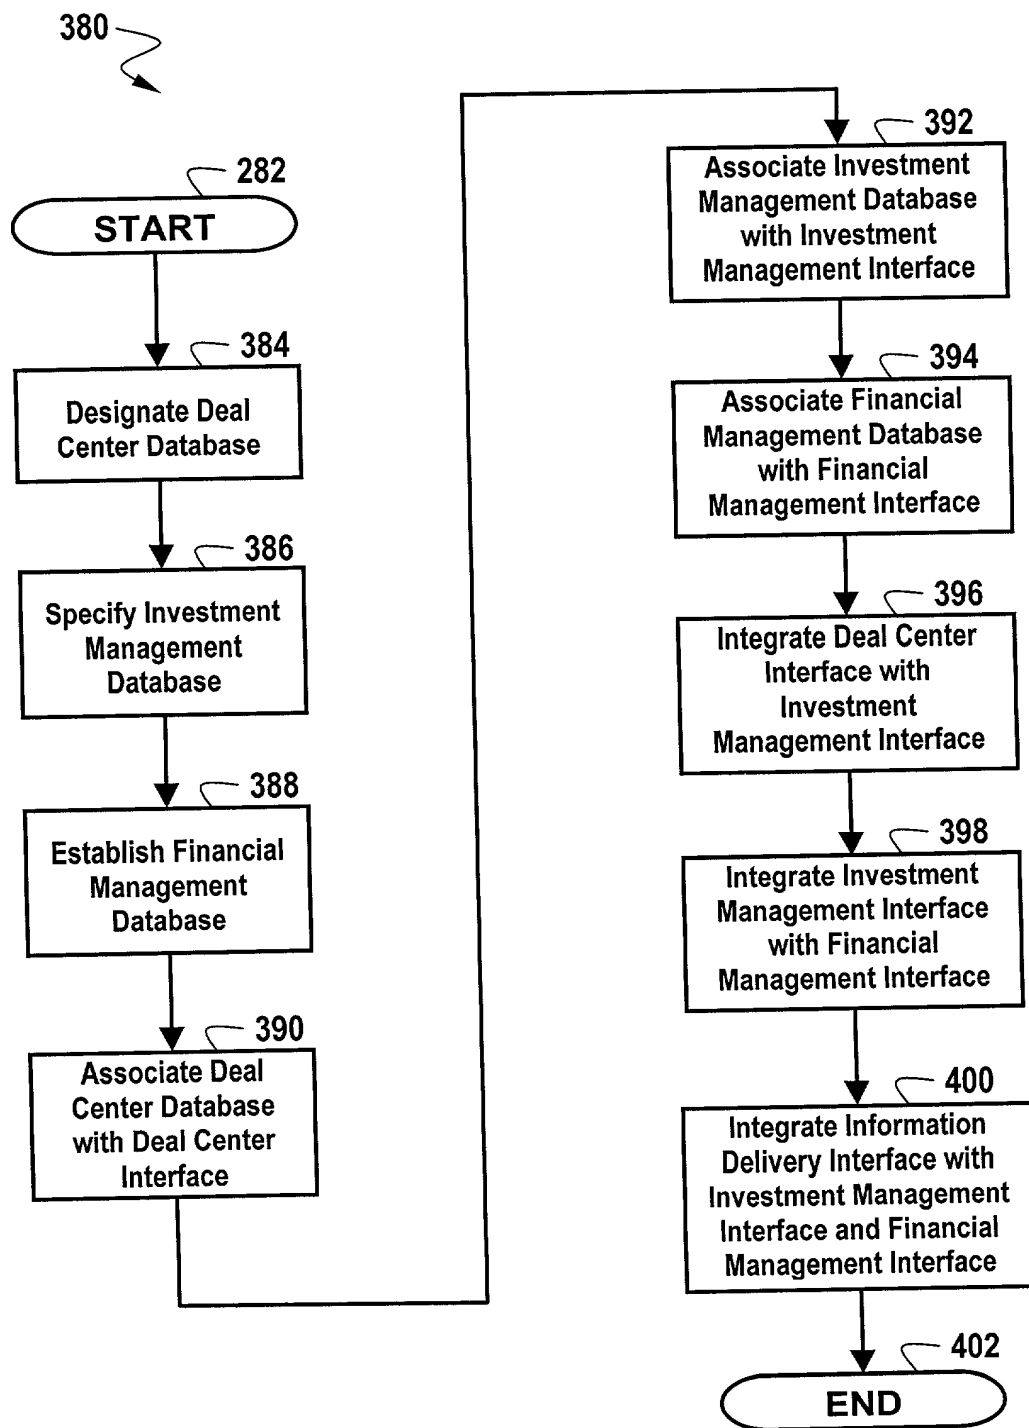 380
282
START
384
Designate Deal
Center Database
386
Specify Investment
Management
Database
388
Establish Financial
Management
Database
390
Associate Deal
Center Database
with Deal Center
Interface
392
Associate Investment
Management Database
with Investment
Management Interface
394
Associate Financial
Management Database
with Financial
Management Interface
396
Integrate Deal Center
Interface with
Investment
Management Interface
398
Integrate Investment
Management Interface
with Financial
Management Interface
400
Integrate Information
Delivery Interface with
Investment Management
Interface and Financial
Management Interface
402
END